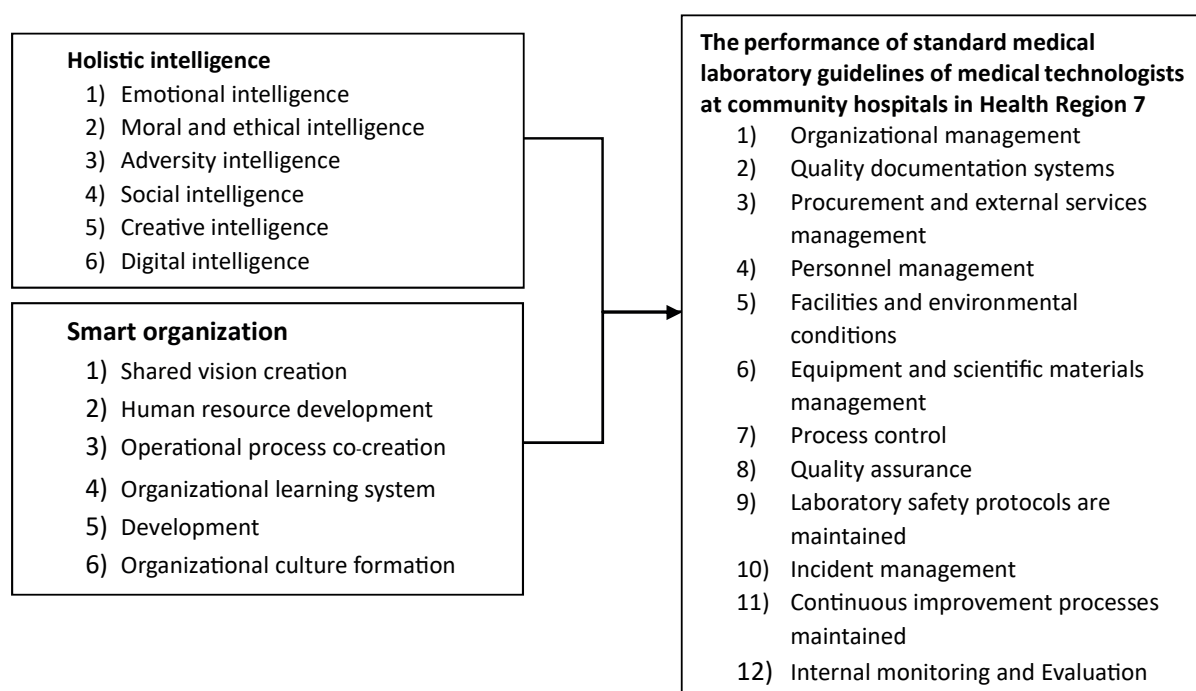 Holistic intelligence
1) Emotional intelligence
2) Moral and ethical intelligence
3) Adversity intelligence
4) Social intelligence
5) Creative intelligence
6) Digital intelligence
Smart organization
1) Shared vision creation
2) Human resource development
3) Operational process co-creation
4) Organizational learning system
5) Development
6) Organizational culture formation
The performance of standard medical
laboratory guidelines of medical technologists
at community hospitals in Health Region 7
1) Organizational management
2) Quality documentation systems
3) Procurement and external services
management
4) Personnel management
5) Facilities and environmental
conditions
6) Equipment and scientific materials
management
7) Process control
8) Quality assurance
9) Laboratory safety protocols are
maintained
10) Incident management
11) Continuous improvement processes
maintained
12) Internal monitoring and Evaluation